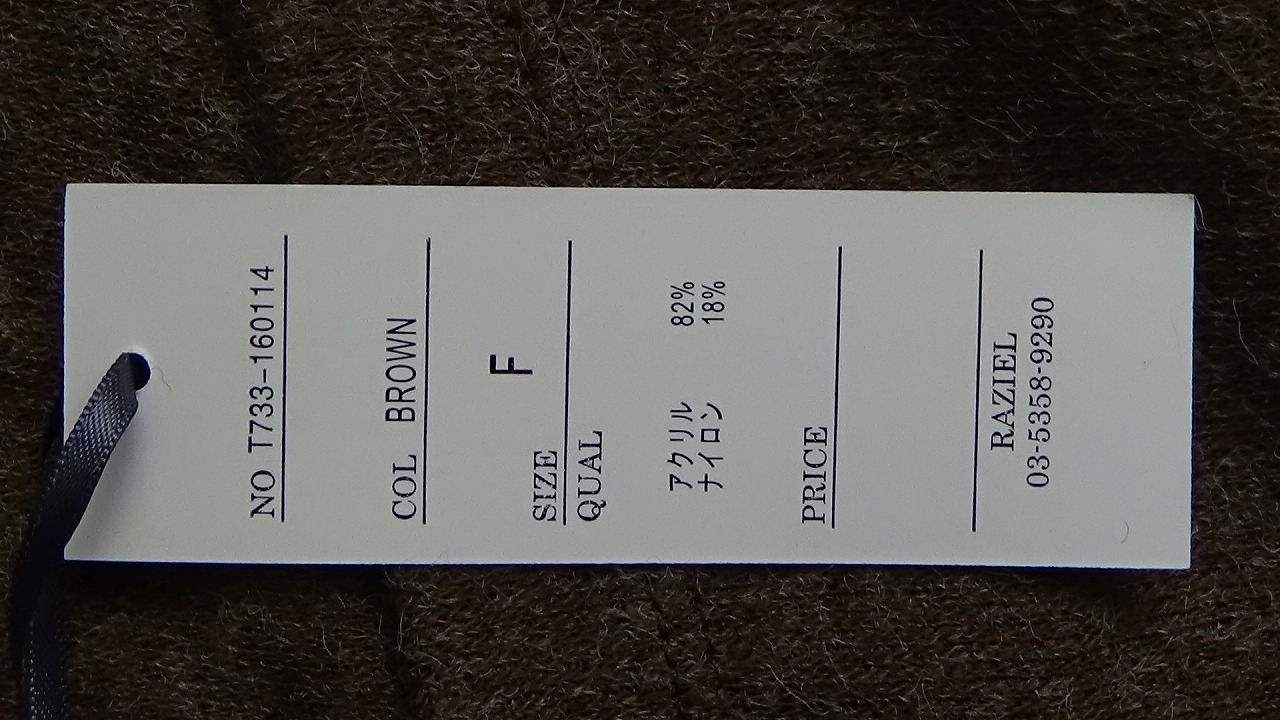 NO T733-160114
COL BROWN
SIZE F
QUAL
アクリル 82%
ナイロン 18%
PRICE
RAZIEL
03-5358-9290